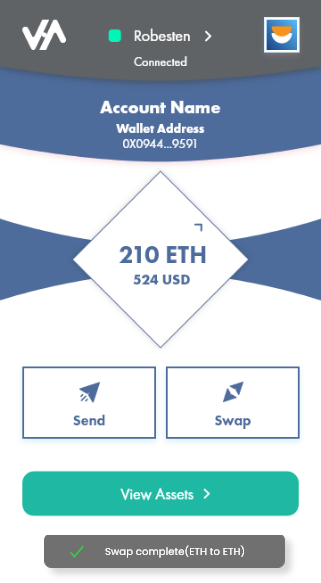 Robesten
Connected
Account Name
Wallet Address
0X0944...9591
210 ETH
524 USD
Send
Swap
View Assets
Swap complete(ETH to ETH)